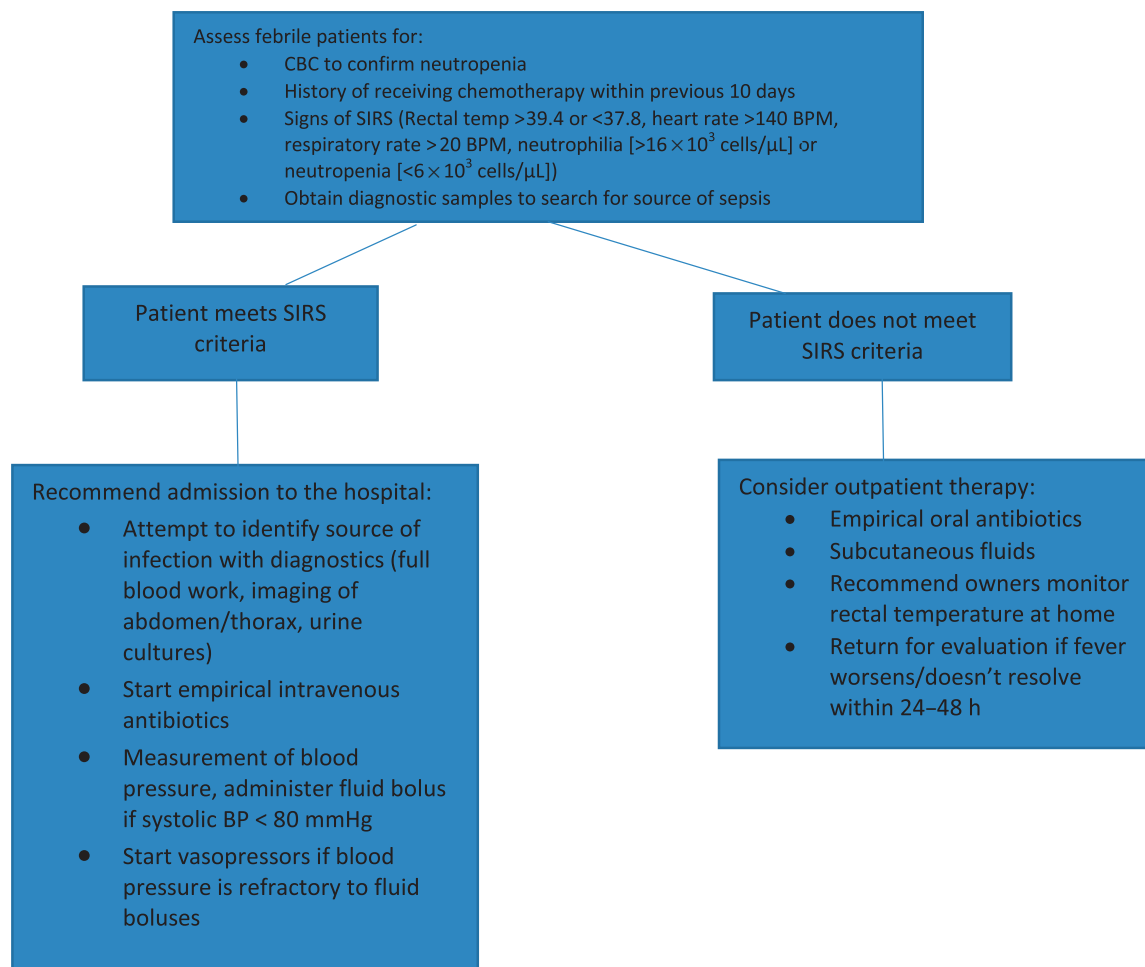 Assess febrile patients for:
• CBC to confirm neutropenia
• History of receiving chemotherapy within previous 10 days
• Signs of SIRS (Rectal temp >39.4 or <37.8, heart rate >140 BPM,
respiratory rate >20 BPM, neutrophilia [>16 × 10³ cells/µL] or
neutropenia [<6 × 10³ cells/µL])
• Obtain diagnostic samples to search for source of sepsis
Patient meets SIRS
criteria
Patient does not meet
SIRS criteria
Recommend admission to the hospital:
• Attempt to identify source of
infection with diagnostics (full
blood work, imaging of
abdomen/thorax, urine
cultures)
• Start empirical intravenous
antibiotics
• Measurement of blood
pressure, administer fluid bolus
if systolic BP < 80 mmHg
• Start vasopressors if blood
pressure is refractory to fluid
boluses
Consider outpatient therapy:
• Empirical oral antibiotics
• Subcutaneous fluids
• Recommend owners monitor
rectal temperature at home
• Return for evaluation if fever
worsens/doesn’t resolve
within 24–48 h